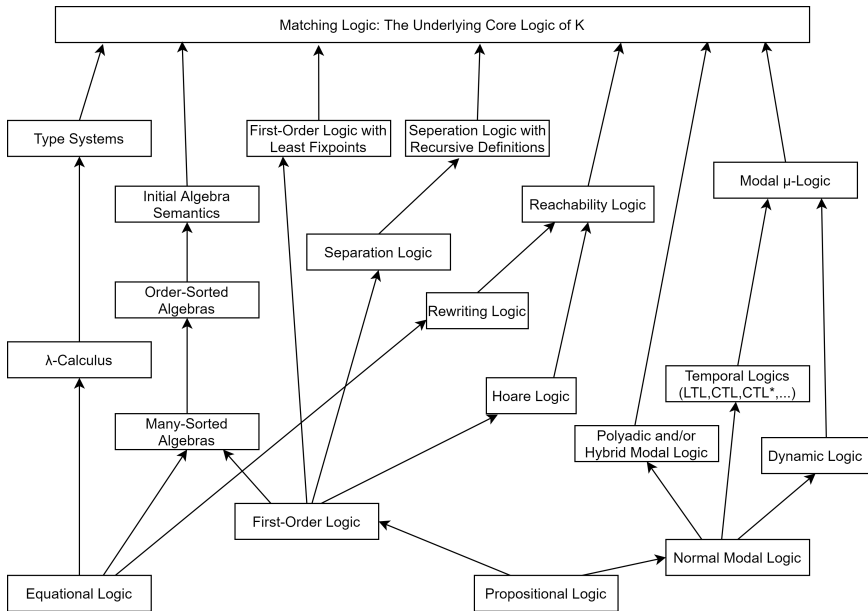 Matching Logic: The Underlying Core Logic of K
Type Systems
First-Order Logic with
Least Fixpoints
Seperation Logic with
Recursive Definitions
Initial Algebra
Semantics
Reachability Logic
Modal μ-Logic
Separation Logic
Order-Sorted
Algebras
Rewriting Logic
λ-Calculus
Hoare Logic
Temporal Logics
(LTL,CTL,CTL*,...)
Many-Sorted
Algebras
Polyadic and/or
Hybrid Modal Logic
Dynamic Logic
First-Order Logic
Normal Modal Logic
Equational Logic
Propositional Logic